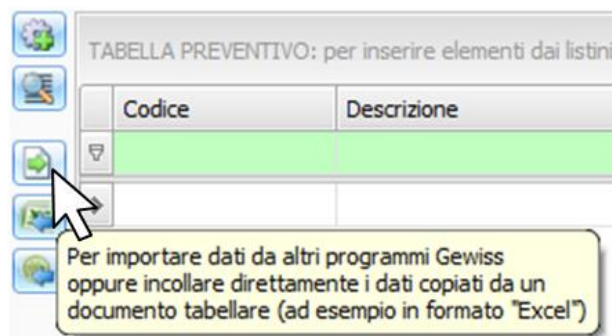 TABELLA PREVENTIVO: per inserire elementi dai listini
Codice Descrizione
Per importare dati da altri programmi Gewiss
oppure incollare direttamente i dati copiati da un
documento tabellare (ad esempio in formato "Excel")